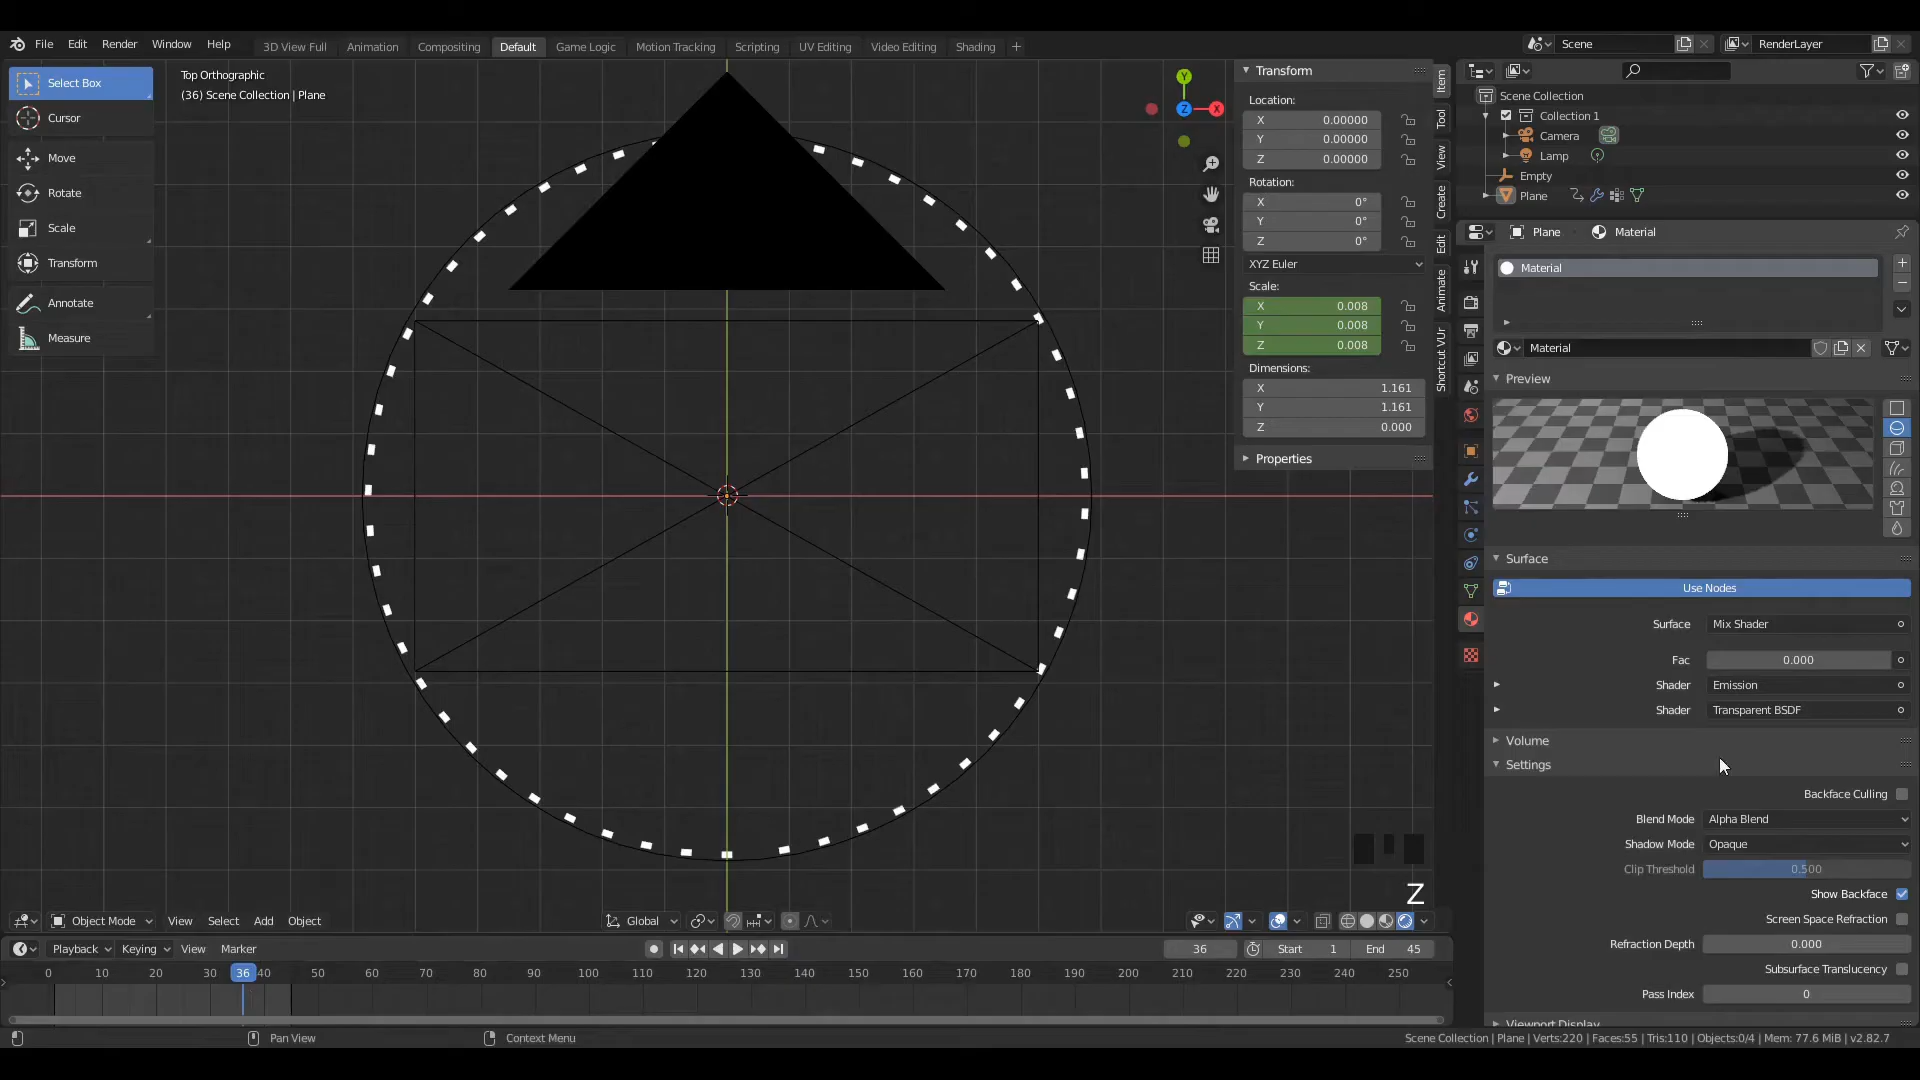 File Edit Render Window Help 3D View Full Animation Compositing Default Game Logic Motion Tracking Scripting UV Editing Video Editing Shading + Scene RenderLayer
Select Box
Cursor
Move
Rotate
Scale
Transform
Annotate
Measure
Top Orthographic
(36) Scene Collection | Plane
Y
Z
X
Transform
Location:
X 0.00000
Y 0.00000
Z 0.00000
Rotation:
X 0°
Y 0°
Z 0°
XYZ Euler
Scale:
X 0.008
Y 0.008
Z 0.008
Dimensions:
X 1.161
Y 1.161
Z 0.000
Properties
Item
Tool
View
Create
Edit
Animate
Shortcut VUr
Scene Collection
Collection 1
Camera
Lamp
Empty
Plane
Plane Material
Material
Material
Preview
Surface
Use Nodes
Surface Mix Shader
Fac 0.000
Shader Emission
Shader Transparent BSDF
Volume
Settings
Backface Culling
Blend Mode Alpha Blend
Shadow Mode Opaque
Clip Threshold 0.500
Show Backface
Screen Space Refraction
Refraction Depth 0.000
Subsurface Translucency
Pass Index 0
Viewport Display
Z
Object Mode View Select Add Object Global
Playback Keying View Marker 36 Start 1 End 45
0 10 20 30 36 40 50 60 70 80 90 100 110 120 130 140 150 160 170 180 190 200 210 220 230 240 250
Pan View Context Menu Scene Collection | Plane | Verts:220 | Faces:55 | Tris:110 | Objects:0/4 | Mem: 77.6 MiB | v2.82.7